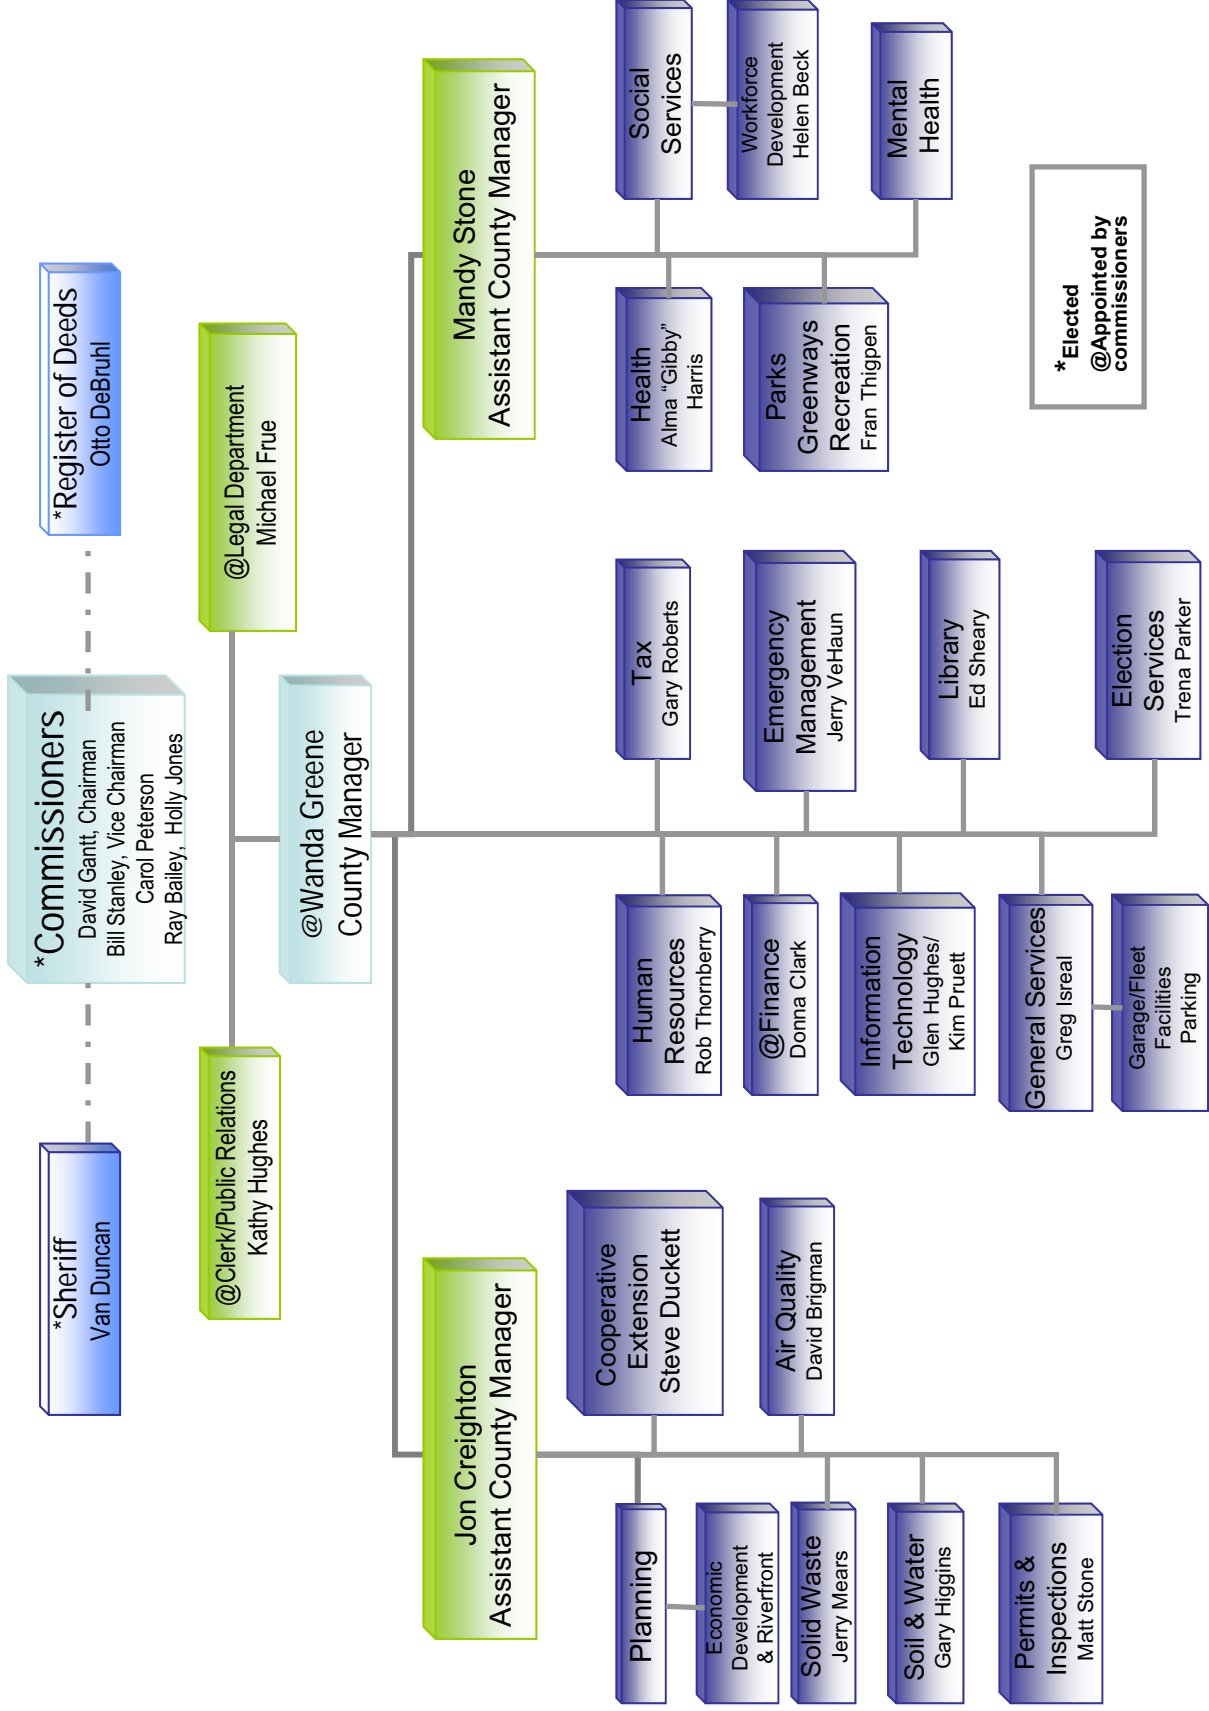 *Sheriff
Van Duncan
*Commissioners
David Gantt, Chairman
Bill Stanley, Vice Chairman
Carol Peterson
Ray Bailey, Holly Jones
*Register of Deeds
Otto DeBruhl
@Clerk/Public Relations
Kathy Hughes
@Legal Department
Michael Frue
@Wanda Greene
County Manager
Jon Creighton
Assistant County Manager
Mandy Stone
Assistant County Manager
Planning
Economic
Development
& Riverfront
Solid Waste
Jerry Mears
Soil & Water
Gary Higgins
Permits &
Inspections
Matt Stone
Cooperative
Extension
Steve Duckett
Air Quality
David Brigman
Human
Resources
Rob Thornberry
@Finance
Donna Clark
Information
Technology
Glen Hughes/
Kim Pruett
General Services
Greg Isreal
Garage/Fleet
Facilities
Parking
Tax
Gary Roberts
Emergency
Management
Jerry VeHaun
Library
Ed Sheary
Election
Services
Trena Parker
Health
Alma “Gibby”
Harris
Parks
Greenways
Recreation
Fran Thigpen
Social
Services
Workforce
Development
Helen Beck
Mental
Health
*Elected
@Appointed by
commissioners